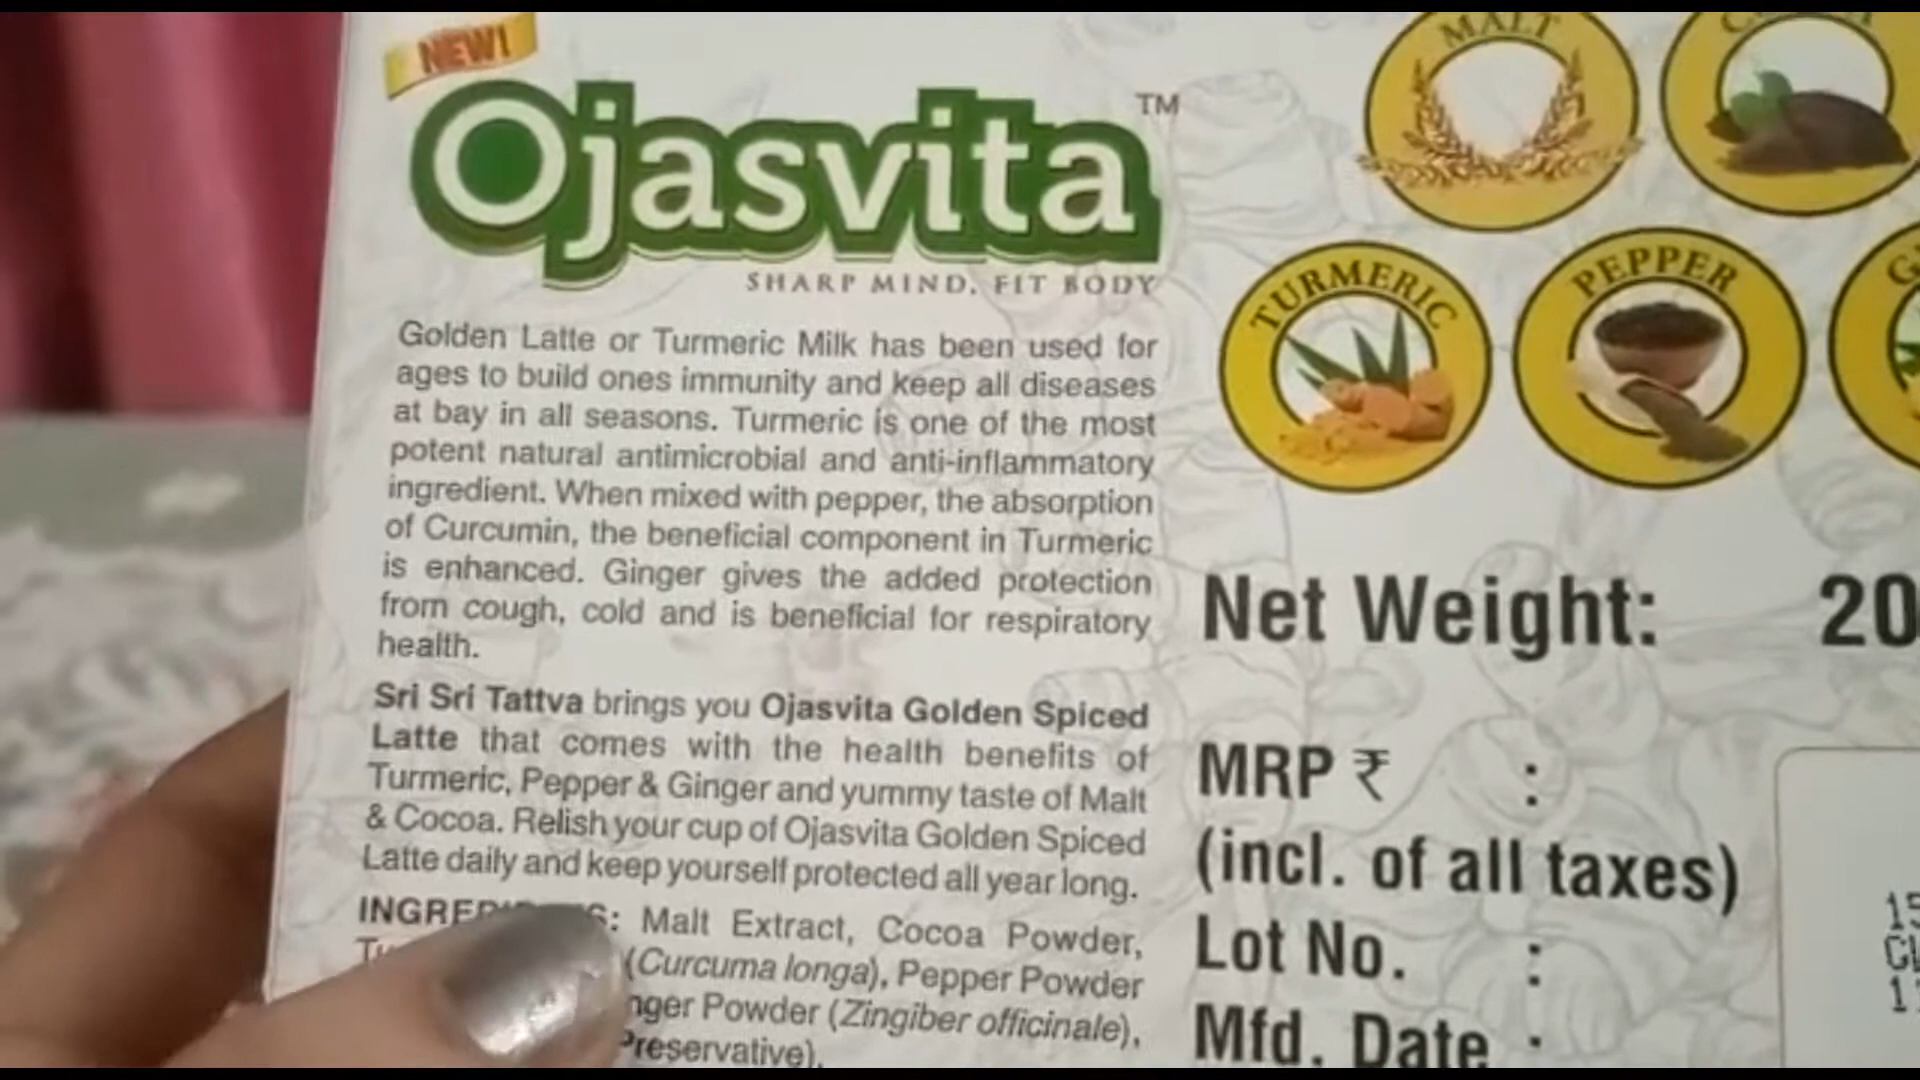 NEW!
Ojasvita
TM
SHARP MIND, FIT BODY
Golden Latte or Turmeric Milk has been used for
ages to build ones immunity and keep all diseases
at bay in all seasons. Turmeric is one of the most
potent natural antimicrobial and anti-inflammatory
ingredient. When mixed with pepper, the absorption
of Curcumin, the beneficial component in Turmeric
is enhanced. Ginger gives the added protection
from cough, cold and is beneficial for respiratory
health.
Sri Sri Tattva brings you Ojasvita Golden Spiced
Latte that comes with the health benefits of
Turmeric, Pepper & Ginger and yummy taste of Malt
& Cocoa. Relish your cup of Ojasvita Golden Spiced
Latte daily and keep yourself protected all year long.
: Malt Extract, Cocoa Powder,
(Curcuma longa), Pepper Powder
Powder (Zingiber officinale),
Preservative).
MALT
TURMERIC
PEPPER
Net Weight: 20
MRP ₹ :
(incl. of all taxes)
Lot No. :
Mfd. Date :